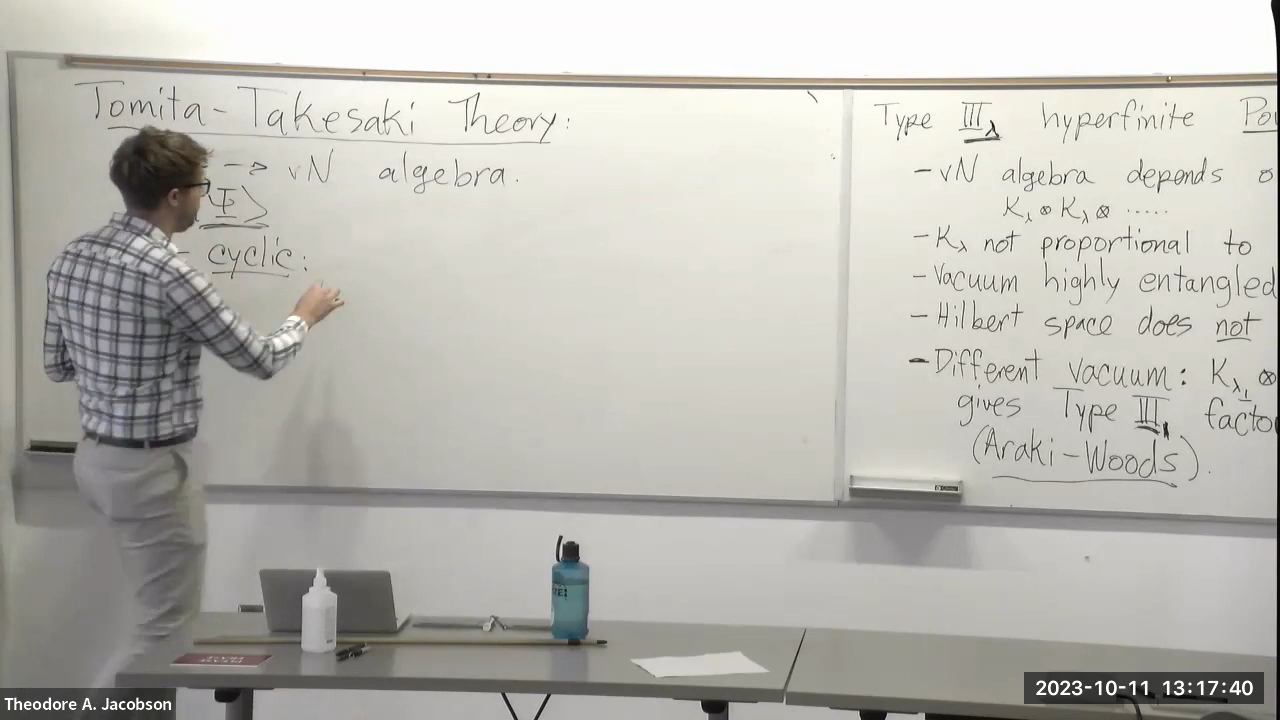 Tomita-Takesaki Theory:
→ vN algebra.
Ψ⟩
- cyclic:
Type III_λ hyperfinite
- vN algebra depends
K_λ ⊗ K_λ ⊗ .....
- K_λ not proportional to
- Vacuum highly entangled
- Hilbert space does not
- Different vacuum: K_λ₁ ⊗
gives Type III₁ facto
(Araki-Woods).
Theodore A. Jacobson
2023-10-11 13:17:40